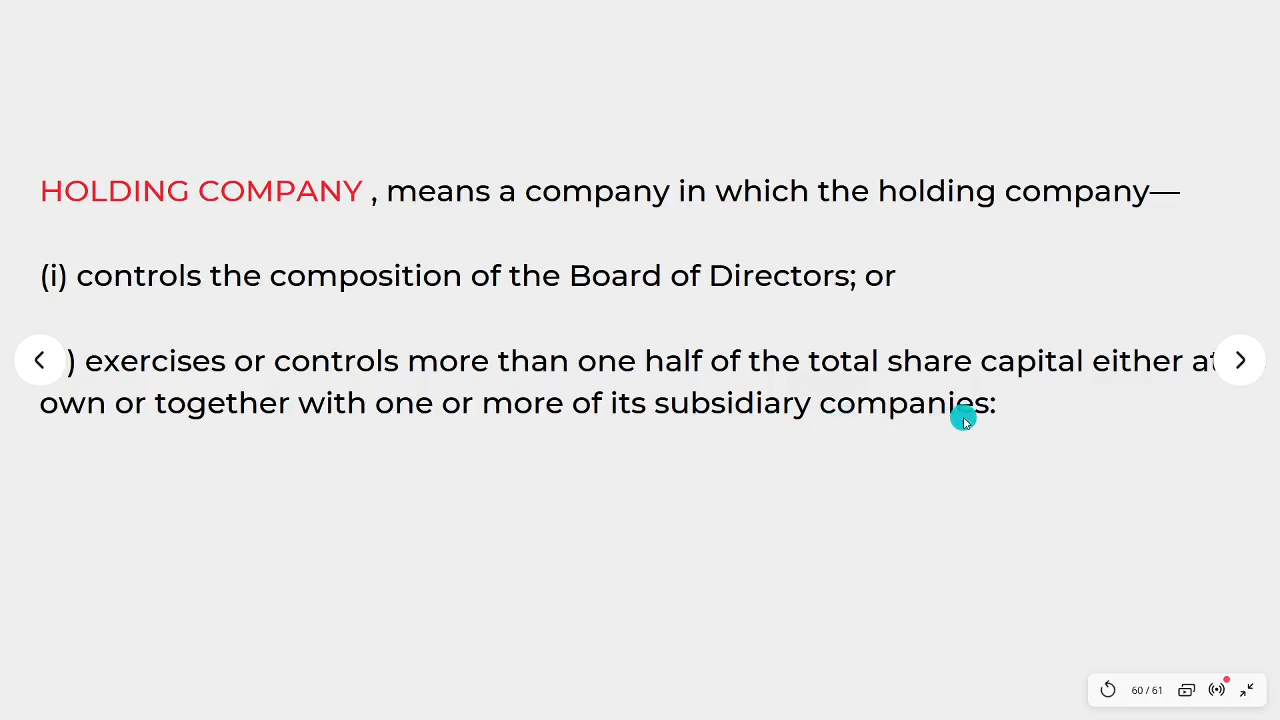 HOLDING COMPANY , means a company in which the holding company—
(i) controls the composition of the Board of Directors; or
) exercises or controls more than one half of the total share capital either at
own or together with one or more of its subsidiary companies:
60 / 61